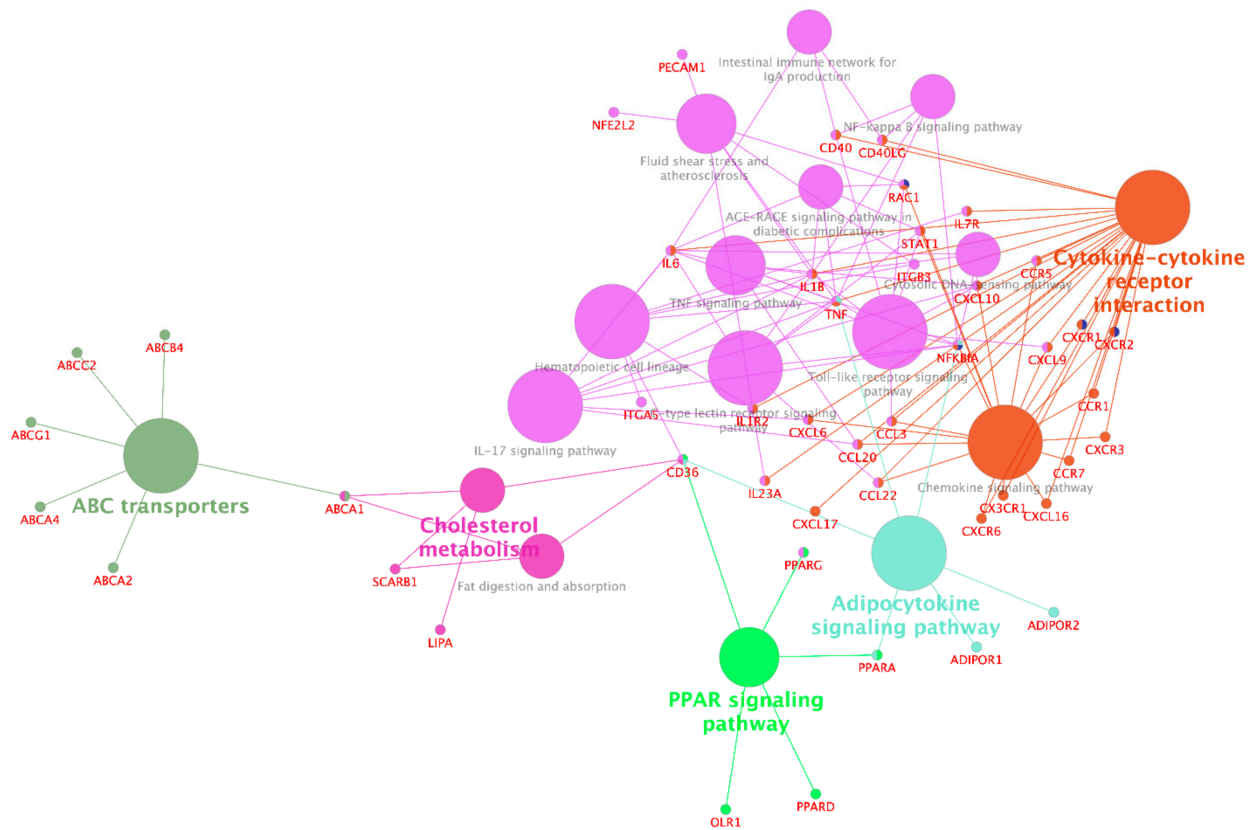 Intestinal immune network for
IgA production
PECAM1
NFE2L2
NF-kappa B signaling pathway
CD40
CD40LG
Fluid shear stress and
atherosclerosis
RAC1
ACE-RAGE signaling pathway in
diabetic complications
IL7R
STAT1
IL6
IL1B
ITGB3
CCR5
Cytokine-cytokine
receptor
interaction
Cytosolic DNA-sensing pathway
CXCL10
TNF signaling pathway
TNF
CXCR1
CXCR2
ABCB4
ABCC2
NFKBIA
CXCL9
Hematopoietic cell lineage
Toll-like receptor signaling
pathway
CCR1
ITGA5
C-type lectin receptor signaling
pathway
IL1R2
CXCL6
CCL3
ABCG1
IL-17 signaling pathway
CXCR3
CCL20
CD36
CCR7
Chemokine signaling pathway
ABC transporters
ABCA1
IL23A
CCL22
ABCA4
CX3CR1
CXCL16
CXCL17
CXCR6
Cholesterol
metabolism
ABCA2
SCARB1
Fat digestion and absorption
PPARG
Adipocytokine
signaling pathway
ADIPOR2
LIPA
ADIPOR1
PPARA
PPAR signaling
pathway
PPARD
OLR1